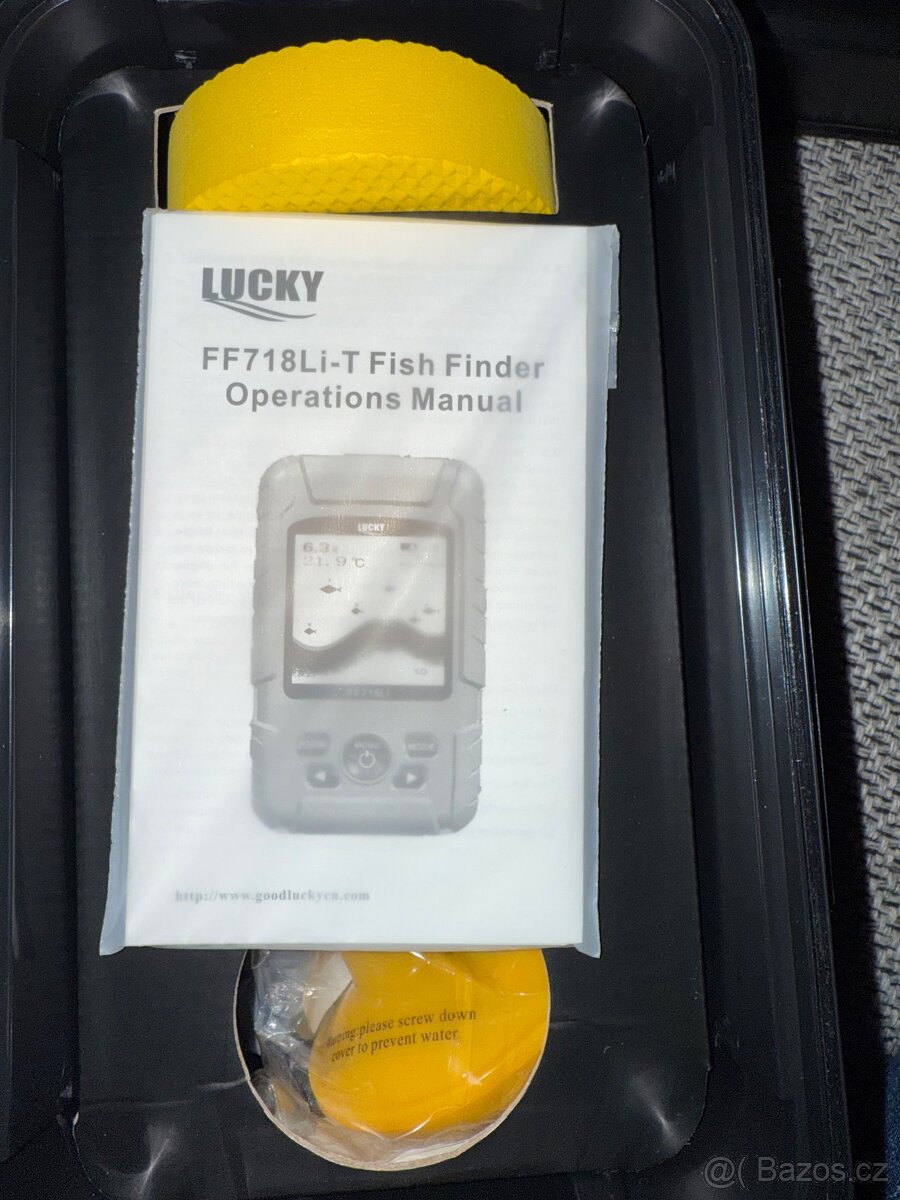 LUCKY
FF718Li-T Fish Finder
Operations Manual
LUCKY
6.3
21.9℃
FF718Li
ZOOM
MENU
MODE
http://www.goodluckycn.com
please screw down
cover to prevent water
@( Bazos.cz